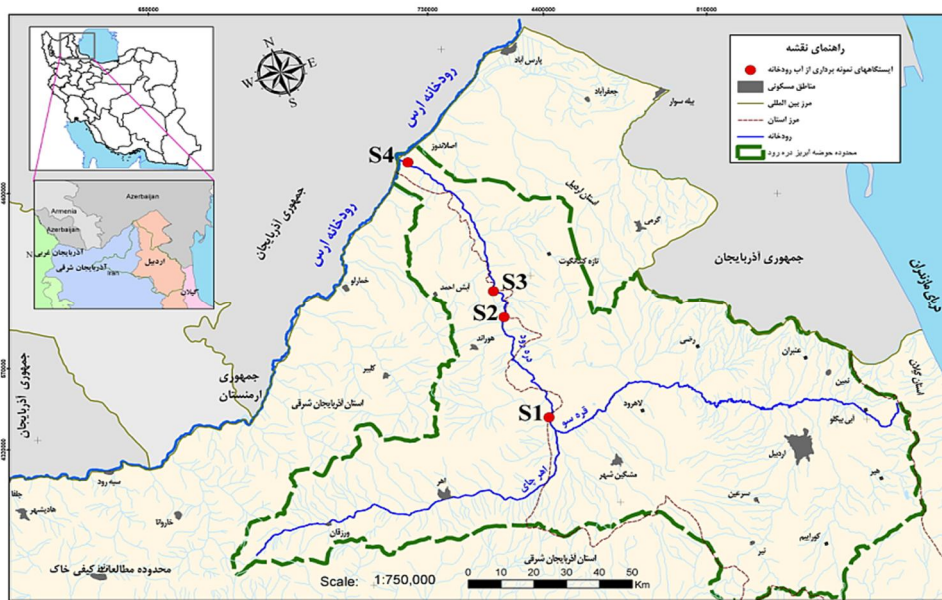 650000
730000
4400000
810000
راهنمای نقشه
ایستگاههای نمونه برداری از آب رودخانه
مناطق مسکونی
مرز بین المللی
مرز استان
رودخانه
محدوده حوضه آبریز دره رود
N
E
S
W
Azerbaijan
Armenia
Azerbaijan
آذربایجان غربی
آذربایجان شرقی
Iran
اردبیل
گیلان
N
پارس آباد
جعفرآباد
بیله سوار
رودخانه ارس
اصلاندوز
S4
استان اردبیل
4400000
جمهوری آذربایجان
رودخانه ارس
گرمی
جمهوری آذربایجان
تازه کندانگوت
دریای مازندران
خمارلو
آبش احمد
S3
S2
دره رود
هوراند
رضی
عنبران
نمین
استان گیلان
کلیبر
جمهوری ارمنستان
جمهوری آذربایجان
استان آذربایجان شرقی
S1
قره سو
لاهرود
آبی بیگلو
اردبیل
اهر چای
مشگین شهر
هیر
سرعین
اهر
ورزقان
سیه رود
جلفا
هادیشهر
خاروانا
کوراییم
نیر
استان آذربایجان شرقی
محدوده مطالعات کیفی خاک
Scale: 1:750,000
0 10 20 30 40 50
Km